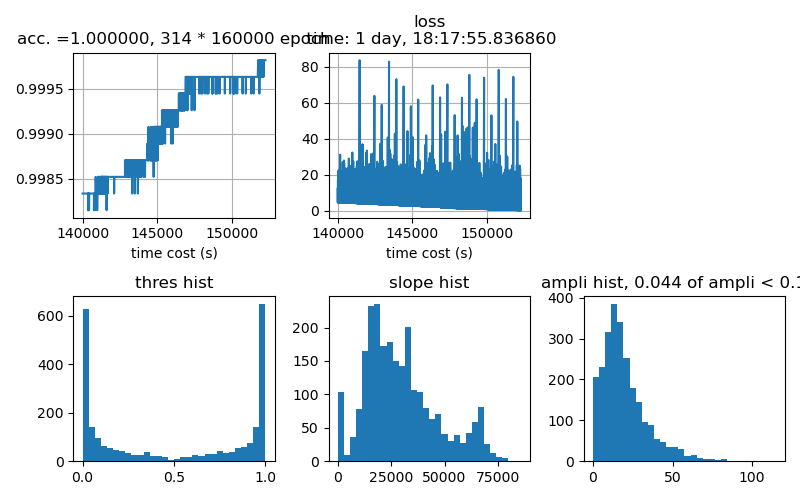 loss
acc. =1.000000, 314 * 160000 epoch
time: 1 day, 18:17:55.836860
0.9995
0.9990
0.9985
140000 145000 150000
time cost (s)
80
60
40
20
0
140000 145000 150000
time cost (s)
thres hist
600
400
200
0
0.0 0.5 1.0
slope hist
200
150
100
50
0
0 25000 50000 75000
ampli hist, 0.044 of ampli < 0.1
400
300
200
100
0
0 50 100